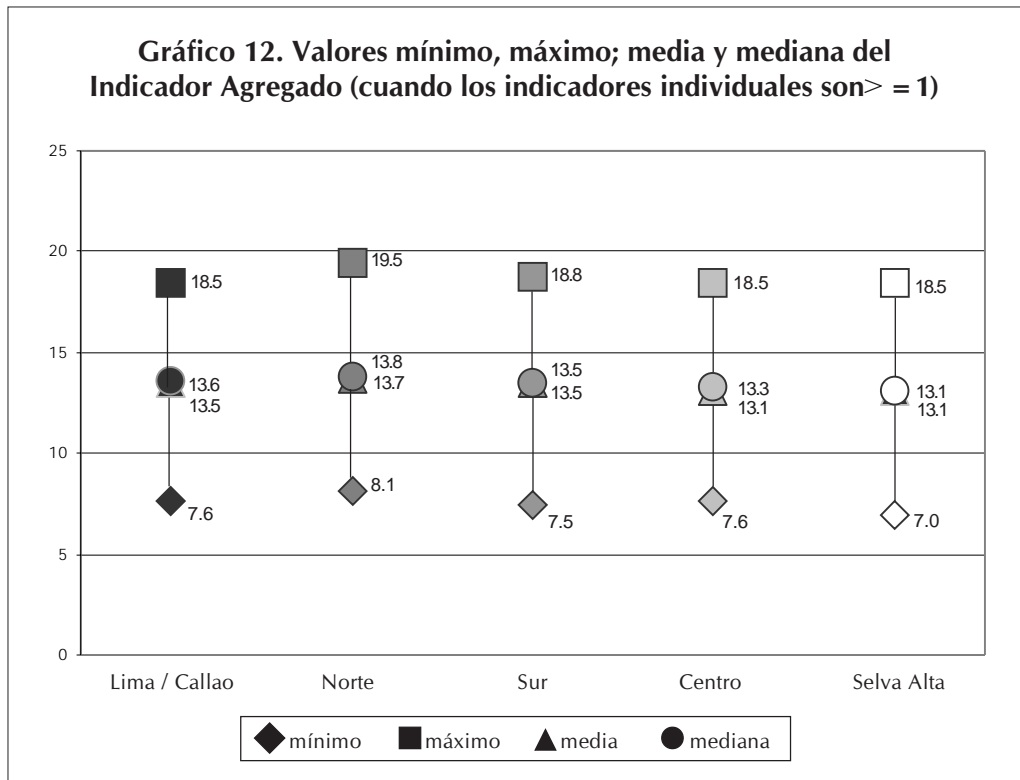 Gráfico 12. Valores mínimo, máximo; media y mediana del
Indicador Agregado (cuando los indicadores individuales son> = 1)
25
20
15
10
5
0
18.5
13.6
13.5
7.6
19.5
13.8
13.7
8.1
18.8
13.5
13.5
7.5
18.5
13.3
13.1
7.6
18.5
13.1
13.1
7.0
Lima / Callao
Norte
Sur
Centro
Selva Alta
mínimo
máximo
media
mediana